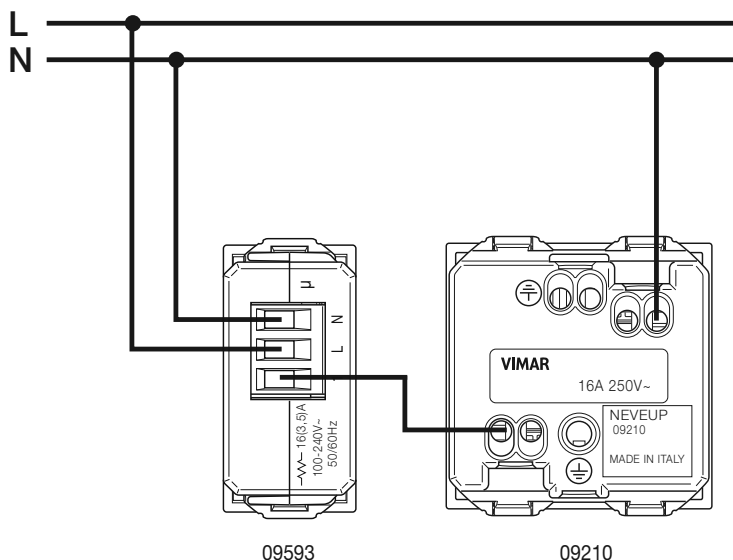 L
N
µ
N
L
16(3,5)A
100-240V~
50/60Hz
VIMAR
16A 250V~
NEVEUP
09210
MADE IN ITALY
09593
09210